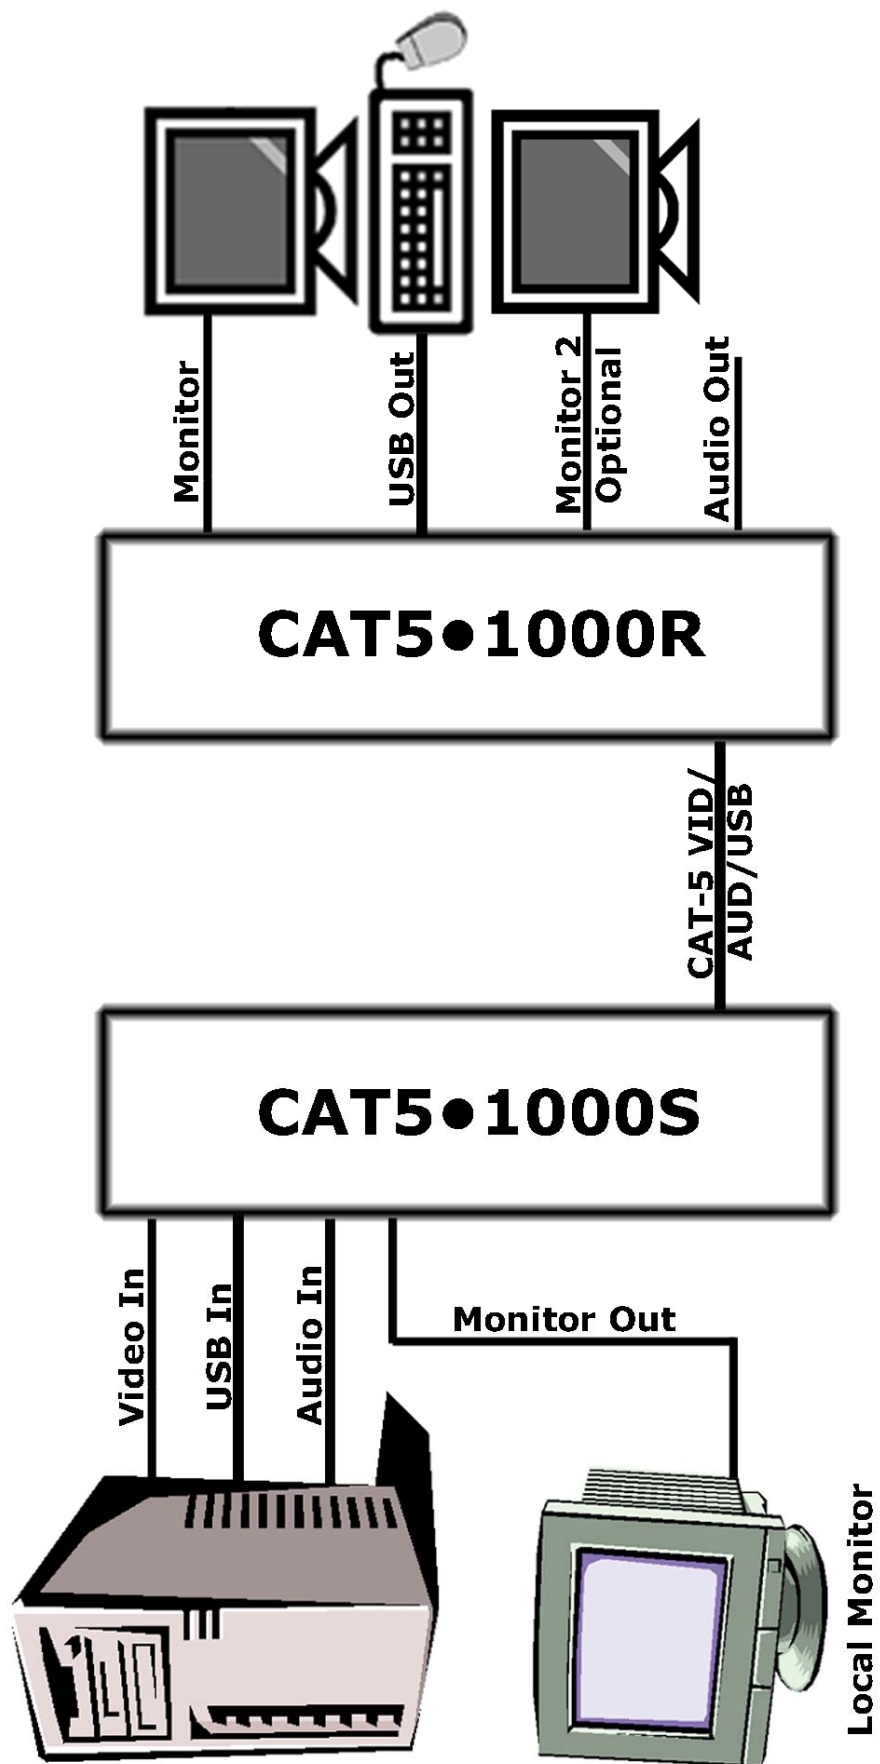 Monitor
USB Out
Monitor 2
Optional
Audio Out
CAT5●1000R
CAT-5 VID/
AUD/USB
CAT5●1000S
Video In
USB In
Audio In
Monitor Out
Local Monitor